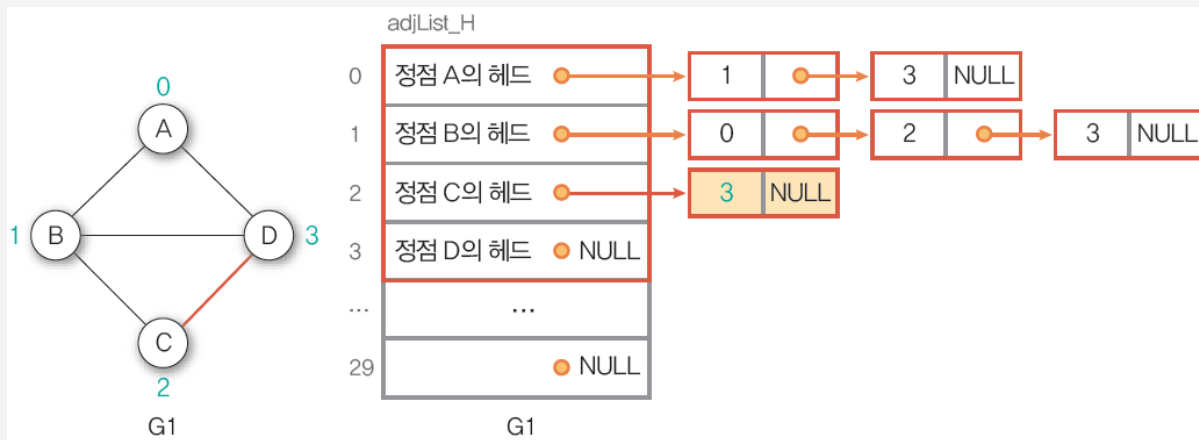 adjList_H
0
A
1
B
D
3
C
2
G1
0 정점 A의 헤드 1 3 NULL
1 정점 B의 헤드 0 2 3 NULL
2 정점 C의 헤드 3 NULL
3 정점 D의 헤드 NULL
... ...
29 NULL
G1